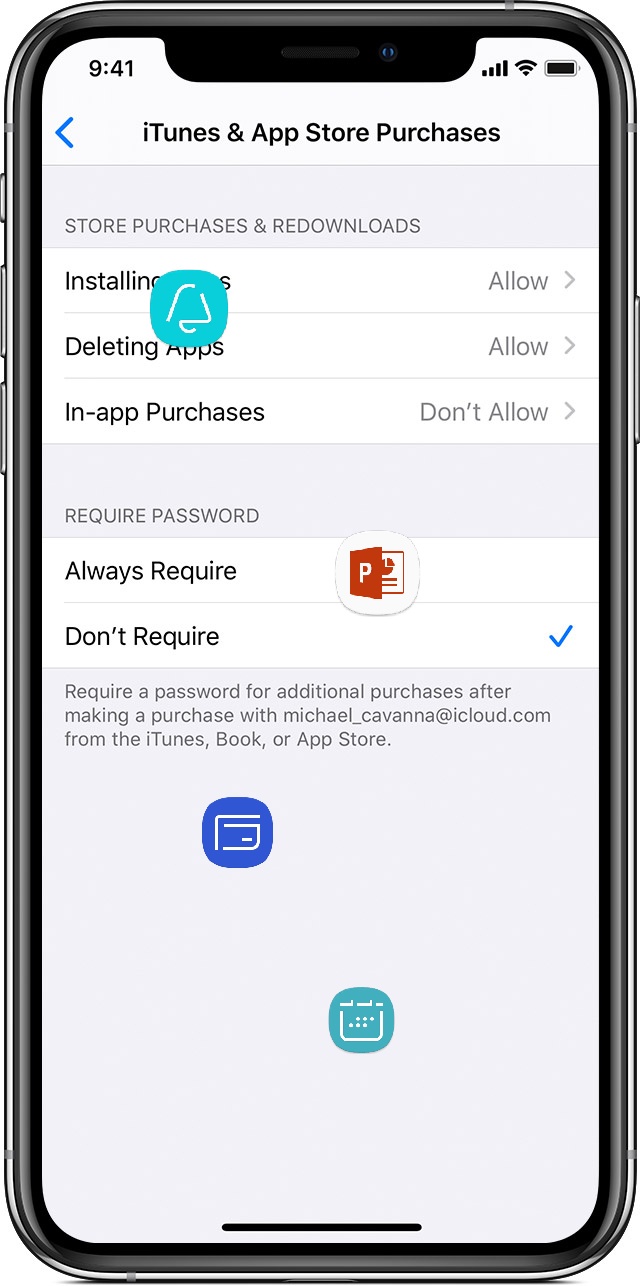 9:41
iTunes & App Store Purchases
STORE PURCHASES & REDOWNLOADS
Installing Allow
Deleting Apps Allow
In-app Purchases Don’t Allow
REQUIRE PASSWORD
Always Require
P
Don’t Require
Require a password for additional purchases after
making a purchase with michael_cavanna@icloud.com
from the iTunes, Book, or App Store.